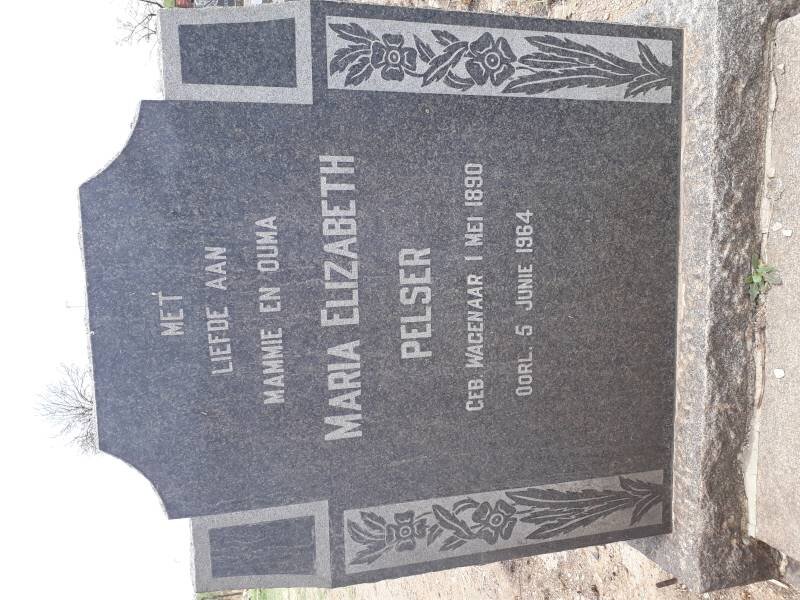 MET
LIEFDE AAN
MAMMIE EN OUMA
MARIA ELIZABETH
PELSER
GEB. WAGENAAR 1 MEI 1890
OORL. 5 JUNIE 1964